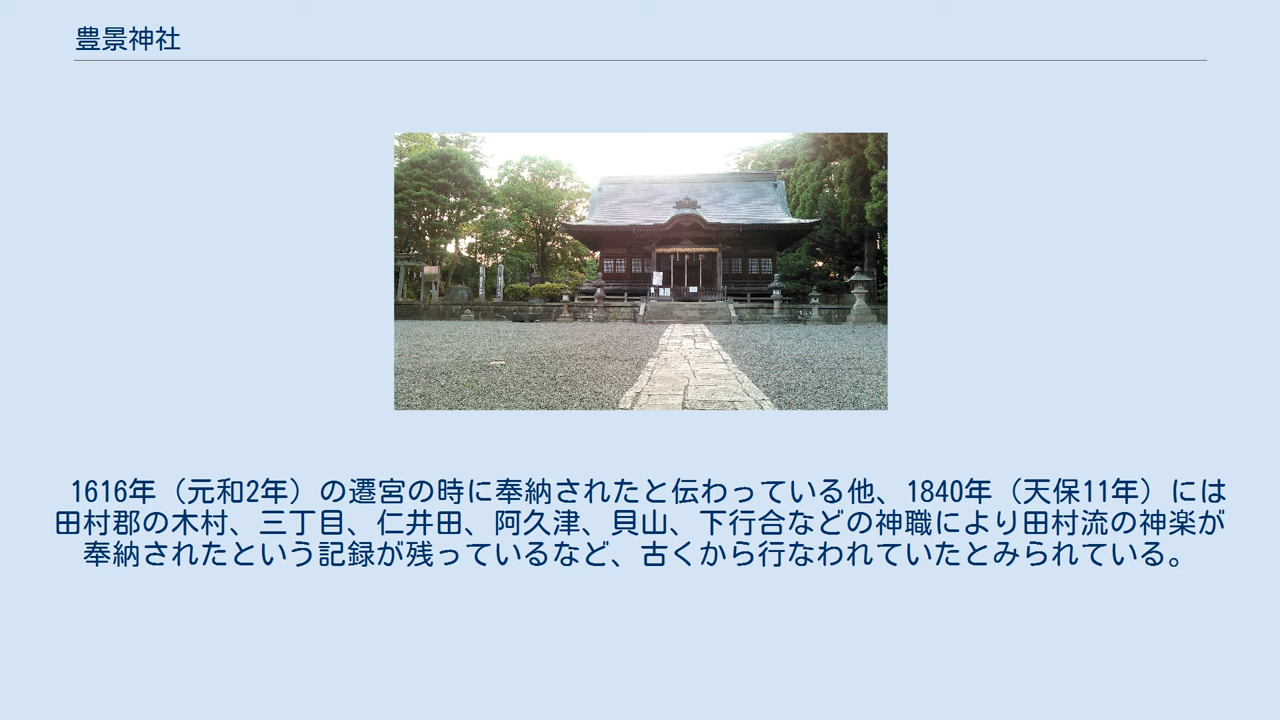 豊景神社
1616年（元和2年）の遷宮の時に奉納されたと伝わっている他、1840年（天保11年）には
田村郡の木村、三丁目、仁井田、阿久津、貝山、下行合などの神職により田村流の神楽が
奉納されたという記録が残っているなど、古くから行なわれていたとみられている。